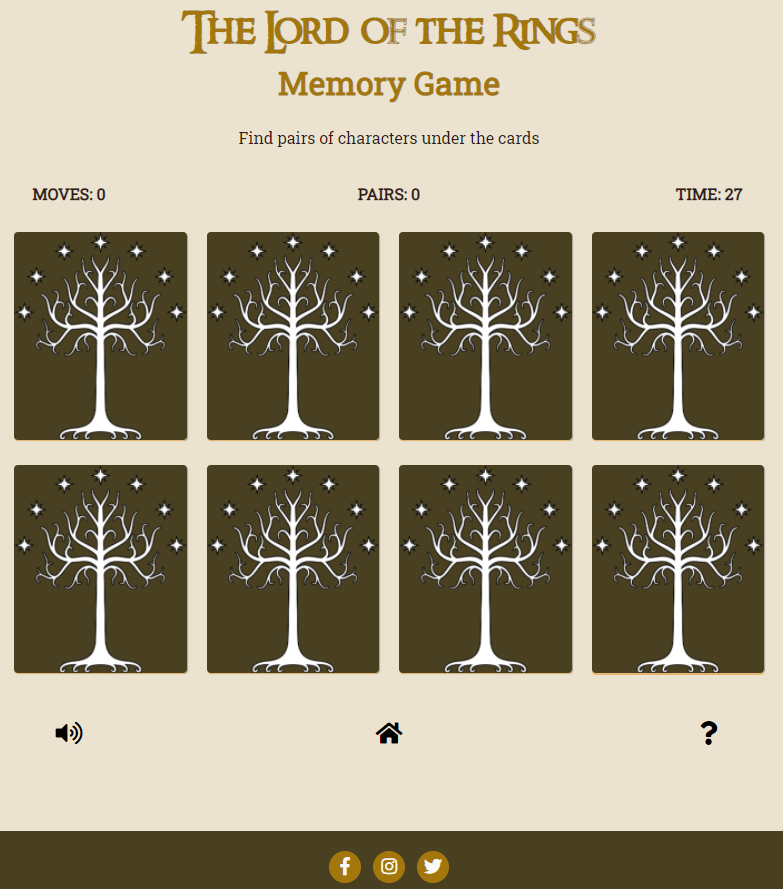 The Lord of the Rings
Memory Game
Find pairs of characters under the cards
MOVES: 0
PAIRS: 0
TIME: 27